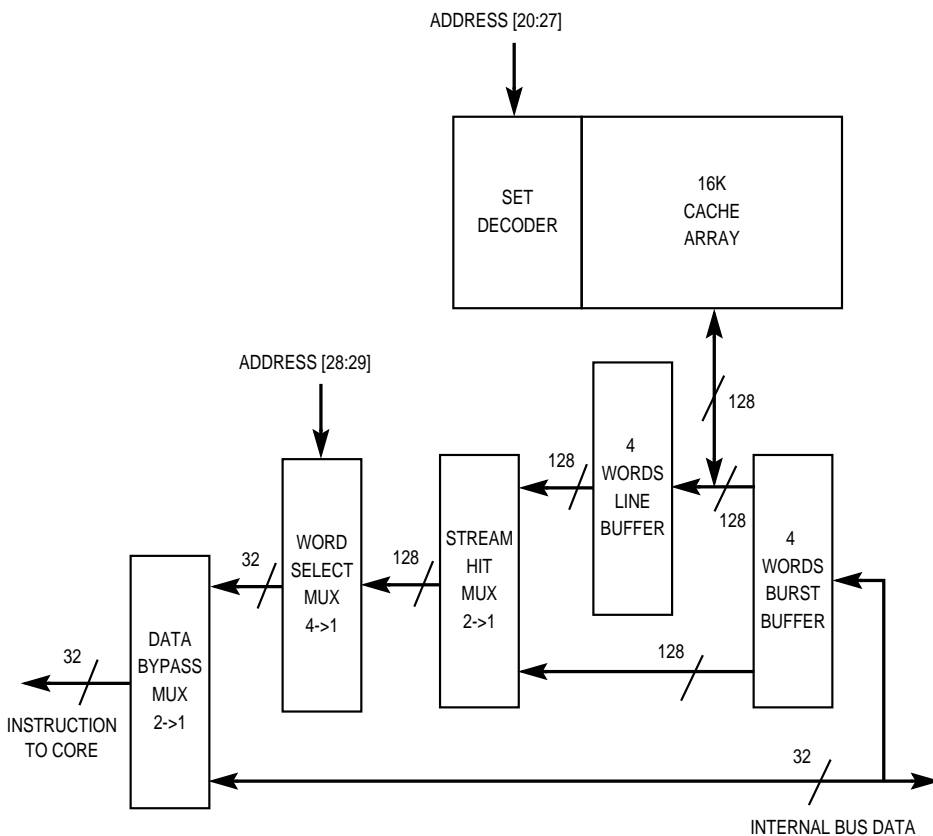 ADDRESS [20:27]
SET
DECODER
16K
CACHE
ARRAY
ADDRESS [28:29]
128
4
WORDS
LINE
BUFFER
128
128
4
WORDS
BURST
BUFFER
STREAM
HIT
MUX
2->1
128
WORD
SELECT
MUX
4->1
32
DATA
BYPASS
MUX
2->1
32
INSTRUCTION
TO CORE
128
32
INTERNAL BUS DATA